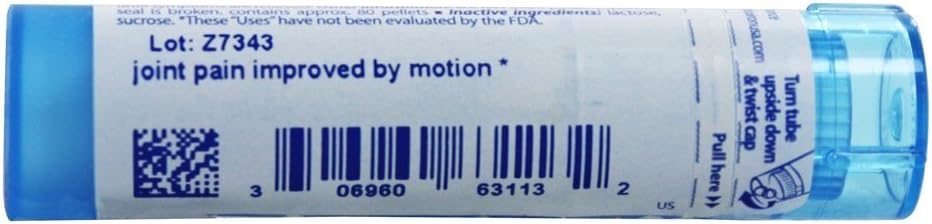 seal is broken. contains approx. 80 pellets ▪ Inactive ingredients: lactose,
sucrose. *These "Uses" have not been evaluated by the FDA.
Lot: Z7343
joint pain improved by motion *
3 06960 63113 2
US
Pull here
Turn tube
upside down
& twist cap